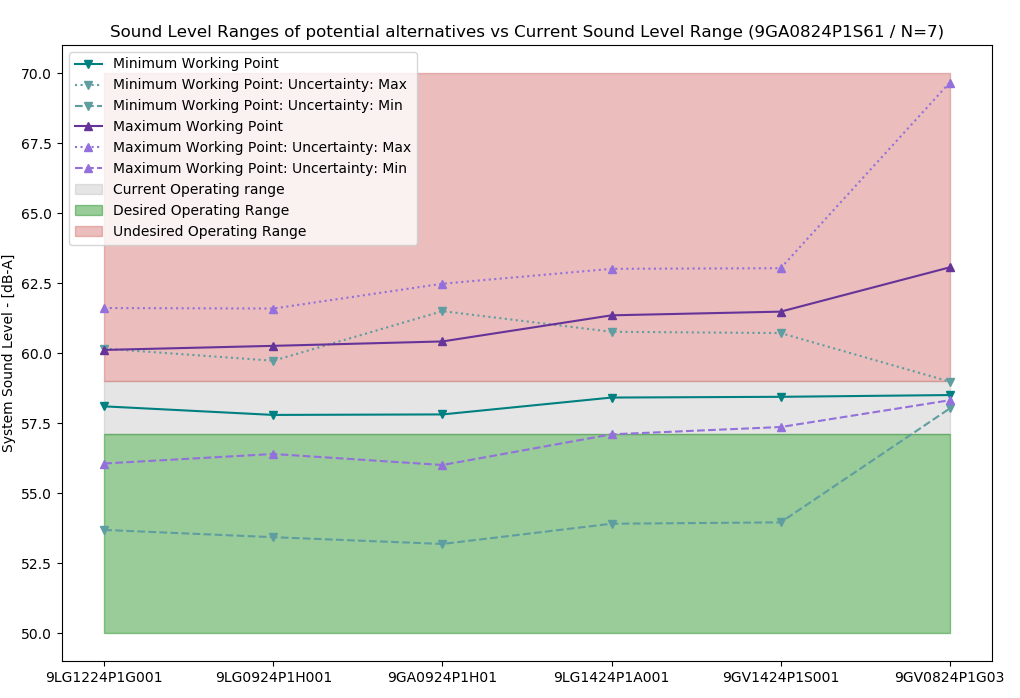 Sound Level Ranges of potential alternatives vs Current Sound Level Range (9GA0824P1S61 / N=7)
Minimum Working Point
Minimum Working Point: Uncertainty: Max
Minimum Working Point: Uncertainty: Min
Maximum Working Point
Maximum Working Point: Uncertainty: Max
Maximum Working Point: Uncertainty: Min
Current Operating range
Desired Operating Range
Undesired Operating Range
System Sound Level - [dB-A]
70.0
67.5
65.0
62.5
60.0
57.5
55.0
52.5
50.0
9LG1224P1G001 9LG0924P1H001 9GA0924P1H01 9LG1424P1A001 9GV1424P1S001 9GV0824P1G03